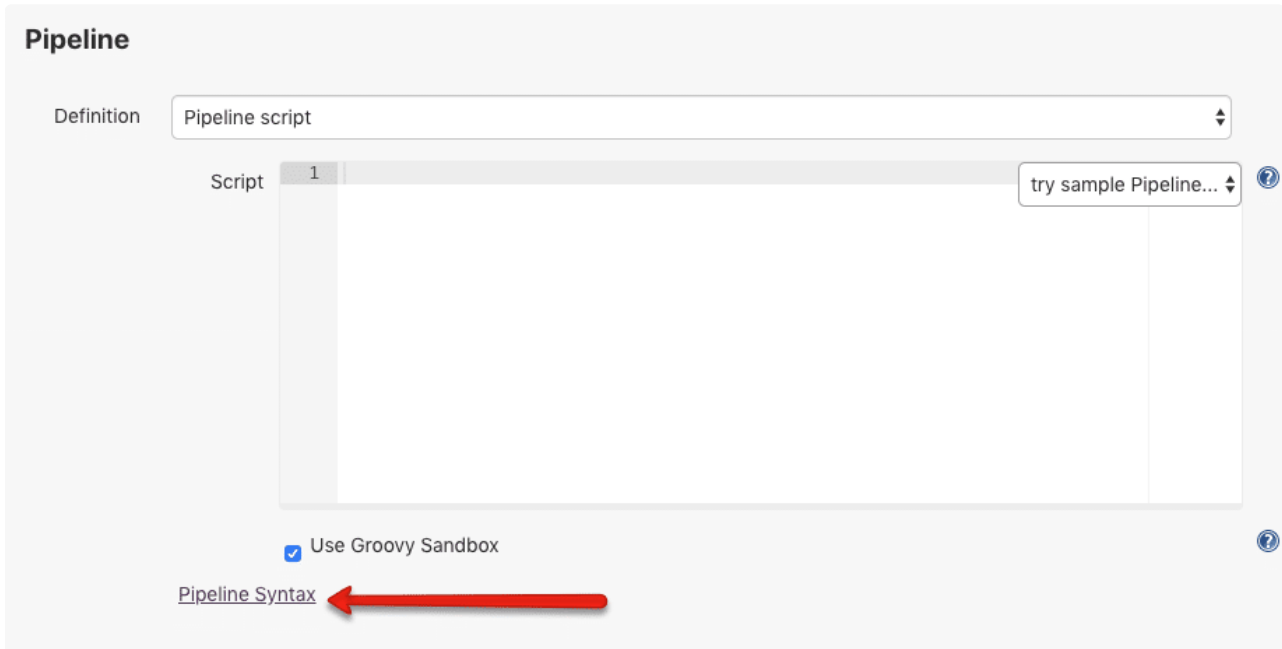 Pipeline
Definition
Pipeline script
Script
1
try sample Pipeline...
?
Use Groovy Sandbox
?
Pipeline Syntax